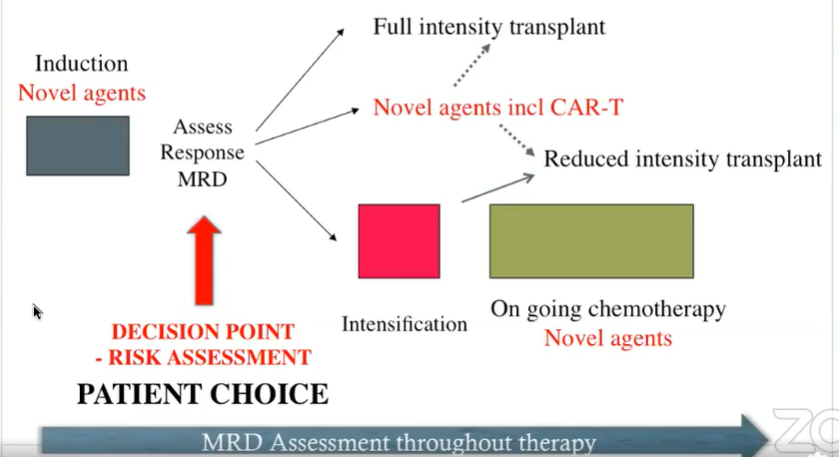 Full intensity transplant
Induction
Novel agents
Novel agents incl CAR-T
Assess
Response
MRD
Reduced intensity transplant
DECISION POINT
- RISK ASSESSMENT
PATIENT CHOICE
Intensification
On going chemotherapy
Novel agents
MRD Assessment throughout therapy